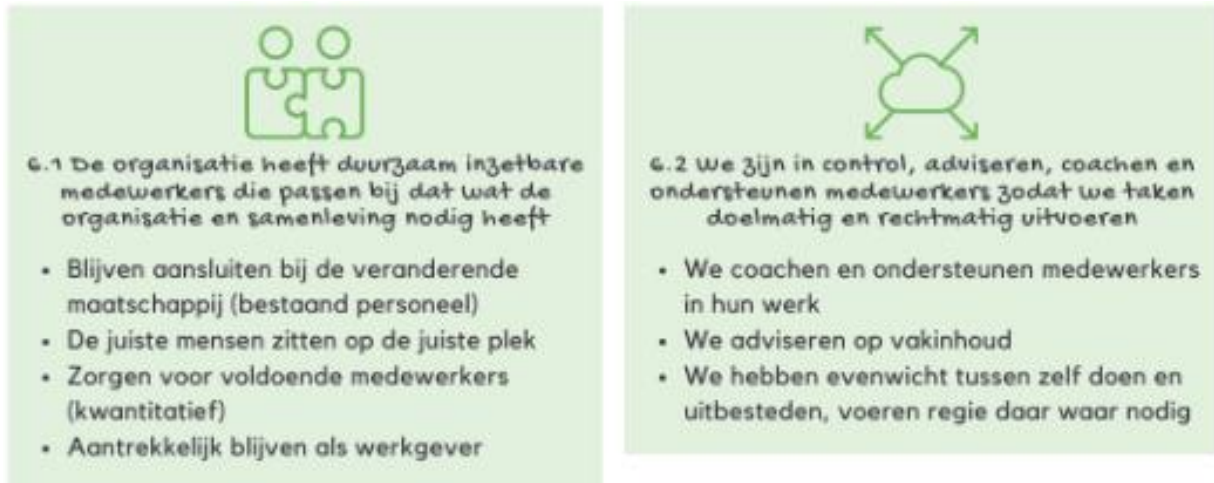 6.1 De organisatie heeft duurzaam inzetbare
medewerkers die passen bij dat wat de
organisatie en samenleving nodig heeft
• Blijven aansluiten bij de veranderende
maatschappij (bestaand personeel)
• De juiste mensen zitten op de juiste plek
• Zorgen voor voldoende medewerkers
(kwantitatief)
• Aantrekkelijk blijven als werkgever
6.2 We zijn in control, adviseren, coachen en
ondersteunen medewerkers zodat we taken
doelmatig en rechtmatig uitvoeren
• We coachen en ondersteunen medewerkers
in hun werk
• We adviseren op vakinhoud
• We hebben evenwicht tussen zelf doen en
uitbesteden, voeren regie daar waar nodig